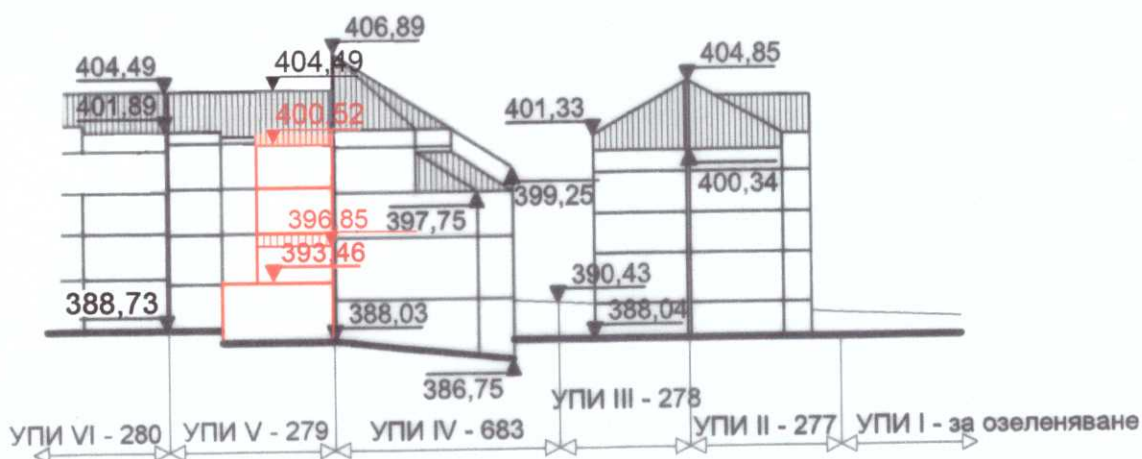 406,89
404,49
404,49
404,85
401.89
400,52
401,33
399,25
400,34
397,75
396,85
393,46
390,43
388,73
388,03
388,04
386,75
УПИ III - 278
УПИ VI - 280
УПИ V - 279
УПИ IV - 683
УПИ II - 277
УПИ I - за озеленяване